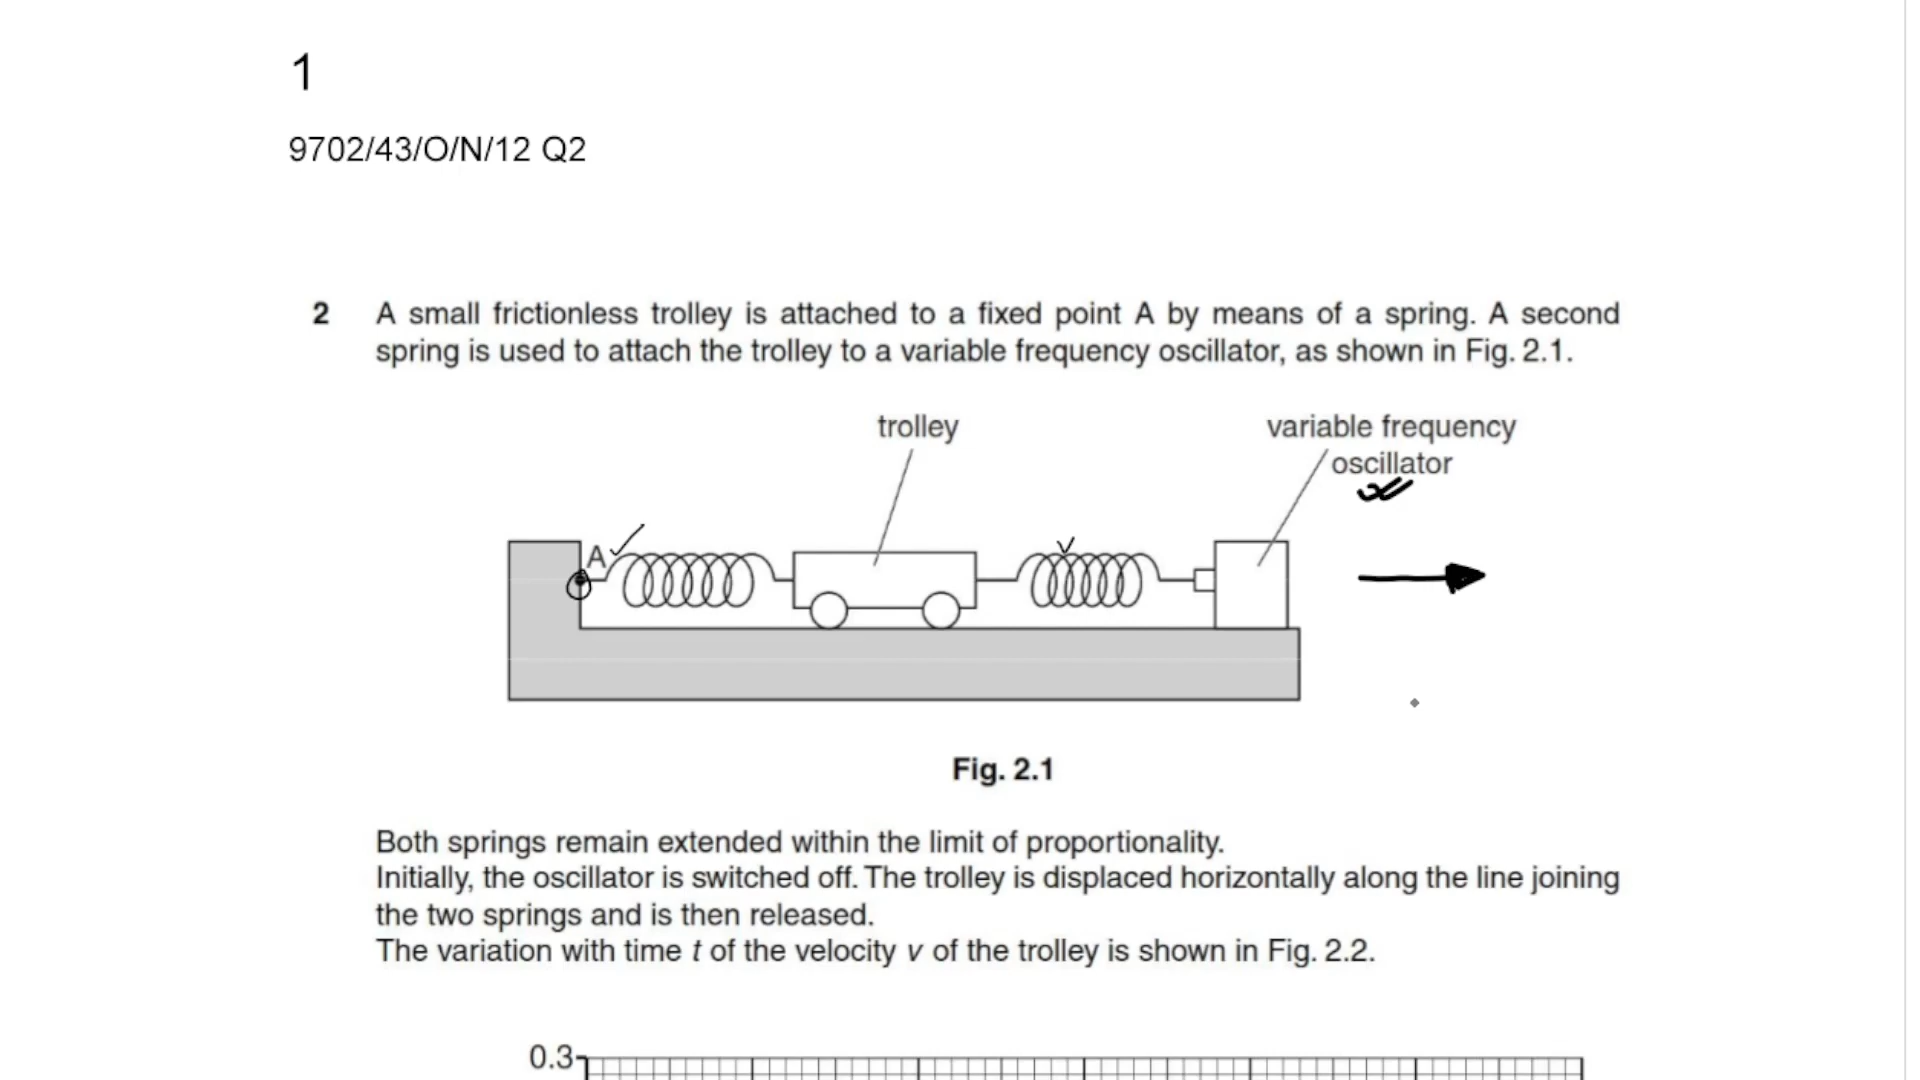 1
9702/43/O/N/12 Q2
2 A small frictionless trolley is attached to a fixed point A by means of a spring. A second
spring is used to attach the trolley to a variable frequency oscillator, as shown in Fig. 2.1.
trolley
variable frequency
oscillator
A
Fig. 2.1
Both springs remain extended within the limit of proportionality.
Initially, the oscillator is switched off. The trolley is displaced horizontally along the line joining
the two springs and is then released.
The variation with time t of the velocity v of the trolley is shown in Fig. 2.2.
0.3